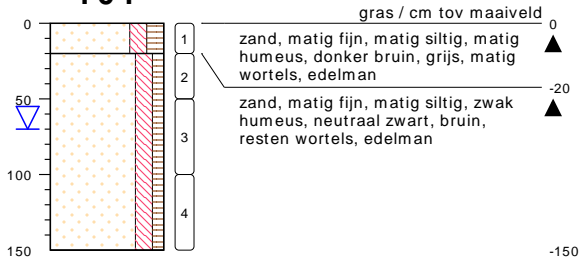 gras / cm tov maaiveld
0
0
1
zand, matig fijn, matig siltig, matig
humeus, donker bruin, grijs, matig
wortels, edelman
2
-20
50
zand, matig fijn, matig siltig, zwak
humeus, neutraal zwart, bruin,
resten wortels, edelman
3
100
4
150
-150